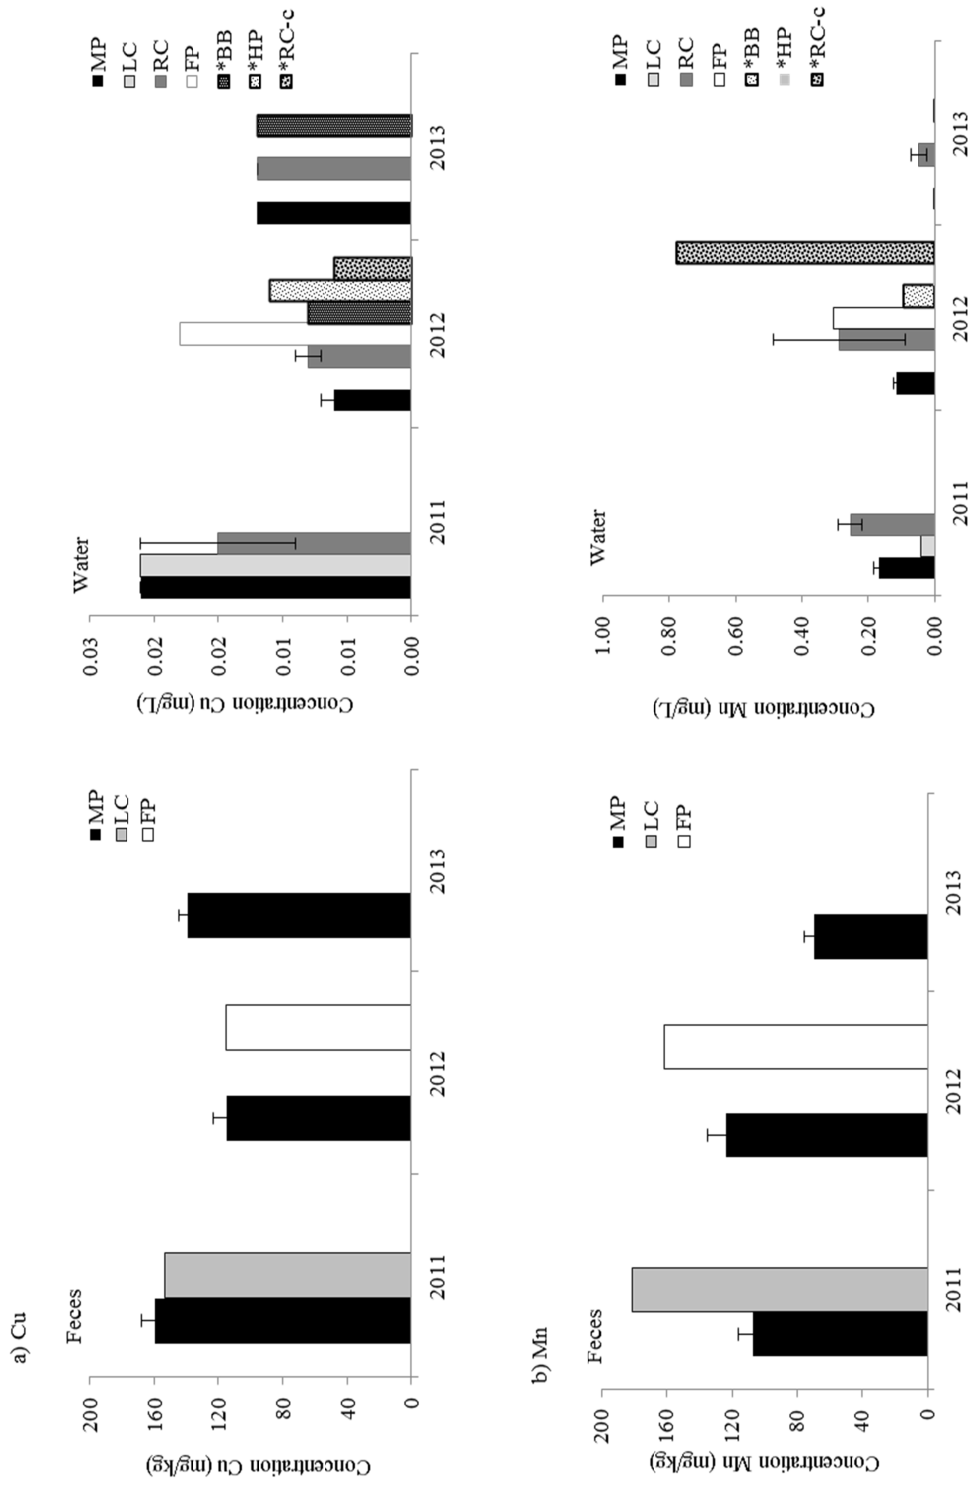 a) Cu
Feces
Concentration Cu (mg/kg)
200
160
120
80
40
0
2011
2012
2013
MP
LC
FP
Water
Concentration Cu (mg/L)
0.03
0.02
0.02
0.01
0.01
0.00
2011
2012
2013
MP
LC
RC
FP
*BB
*HP
*RC-c
b) Mn
Feces
Concentration Mn (mg/kg)
200
160
120
80
40
0
2011
2012
2013
MP
LC
FP
Water
Concentration Mn (mg/L)
1.00
0.80
0.60
0.40
0.20
0.00
2011
2012
2013
MP
LC
RC
FP
*BB
*HP
*RC-c